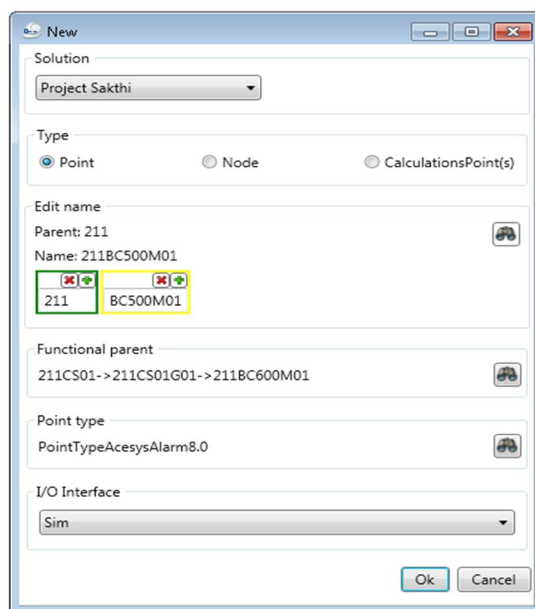 New
Solution
Project Sakthi
Type
Point Node CalculationsPoint(s)
Edit name
Parent: 211
Name: 211BC500M01
211 BC500M01
Functional parent
211CS01->211CS01G01->211BC600M01
Point type
PointTypeAcesysAlarm8.0
I/O Interface
Sim
Ok Cancel